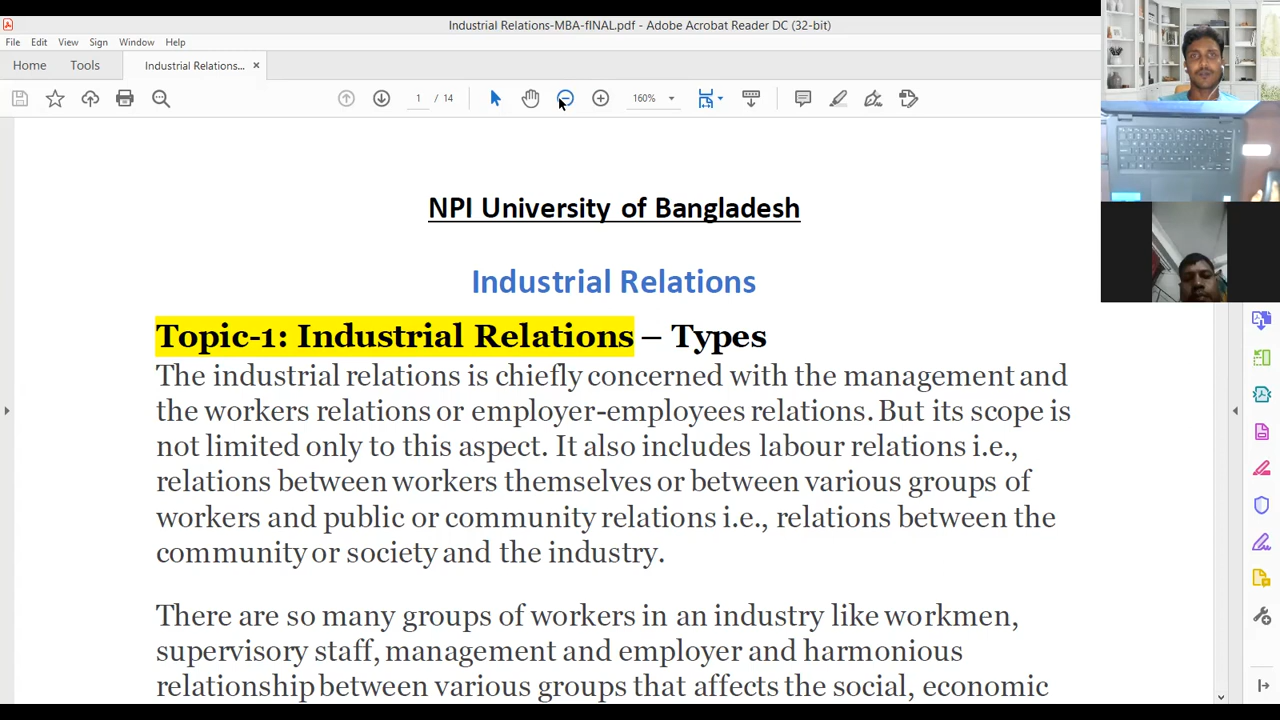 Industrial Relations-MBA-fINAL.pdf - Adobe Acrobat Reader DC (32-bit)
File Edit View Sign Window Help
Home Tools Industrial Relations... ×
1 / 14 160%
NPI University of Bangladesh
Industrial Relations
Topic-1: Industrial Relations – Types
The industrial relations is chiefly concerned with the management and
the workers relations or employer-employees relations. But its scope is
not limited only to this aspect. It also includes labour relations i.e.,
relations between workers themselves or between various groups of
workers and public or community relations i.e., relations between the
community or society and the industry.
There are so many groups of workers in an industry like workmen,
supervisory staff, management and employer and harmonious
relationship between various groups that affects the social, economic